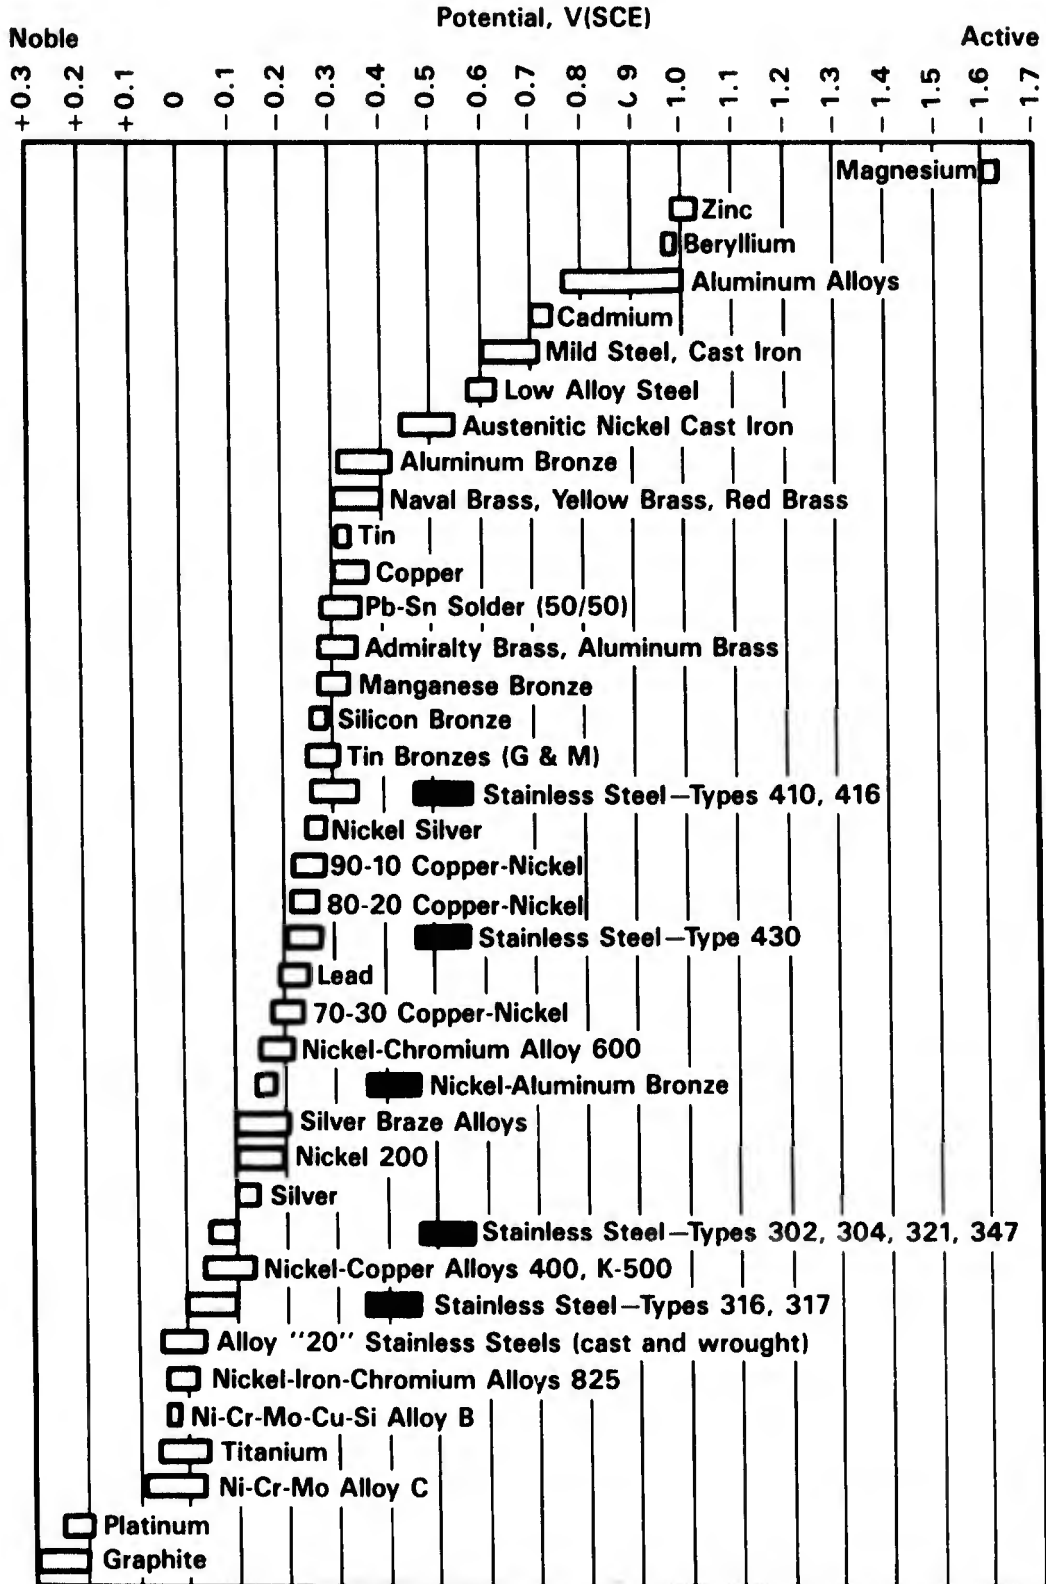 Potential, V(SCE)
Noble Active
+0.3 +0.2 +0.1 0 -0.1 -0.2 -0.3 -0.4 -0.5 -0.6 -0.7 -0.8 -1.0 -1.1 -1.2 -1.3 -1.4 -1.5 -1.6 -1.7
Magnesium
Zinc
Beryllium
Aluminum Alloys
Cadmium
Mild Steel, Cast Iron
Low Alloy Steel
Austenitic Nickel Cast Iron
Aluminum Bronze
Naval Brass, Yellow Brass, Red Brass
Tin
Copper
Pb-Sn Solder (50/50)
Admiralty Brass, Aluminum Brass
Manganese Bronze
Silicon Bronze
Tin Bronzes (G & M)
Stainless Steel—Types 410, 416
Nickel Silver
90-10 Copper-Nickel
80-20 Copper-Nickel
Stainless Steel—Type 430
Lead
70-30 Copper-Nickel
Nickel-Chromium Alloy 600
Nickel-Aluminum Bronze
Silver Braze Alloys
Nickel 200
Silver
Stainless Steel—Types 302, 304, 321, 347
Nickel-Copper Alloys 400, K-500
Stainless Steel—Types 316, 317
Alloy "20" Stainless Steels (cast and wrought)
Nickel-Iron-Chromium Alloys 825
Ni-Cr-Mo-Cu-Si Alloy B
Titanium
Ni-Cr-Mo Alloy C
Platinum
Graphite